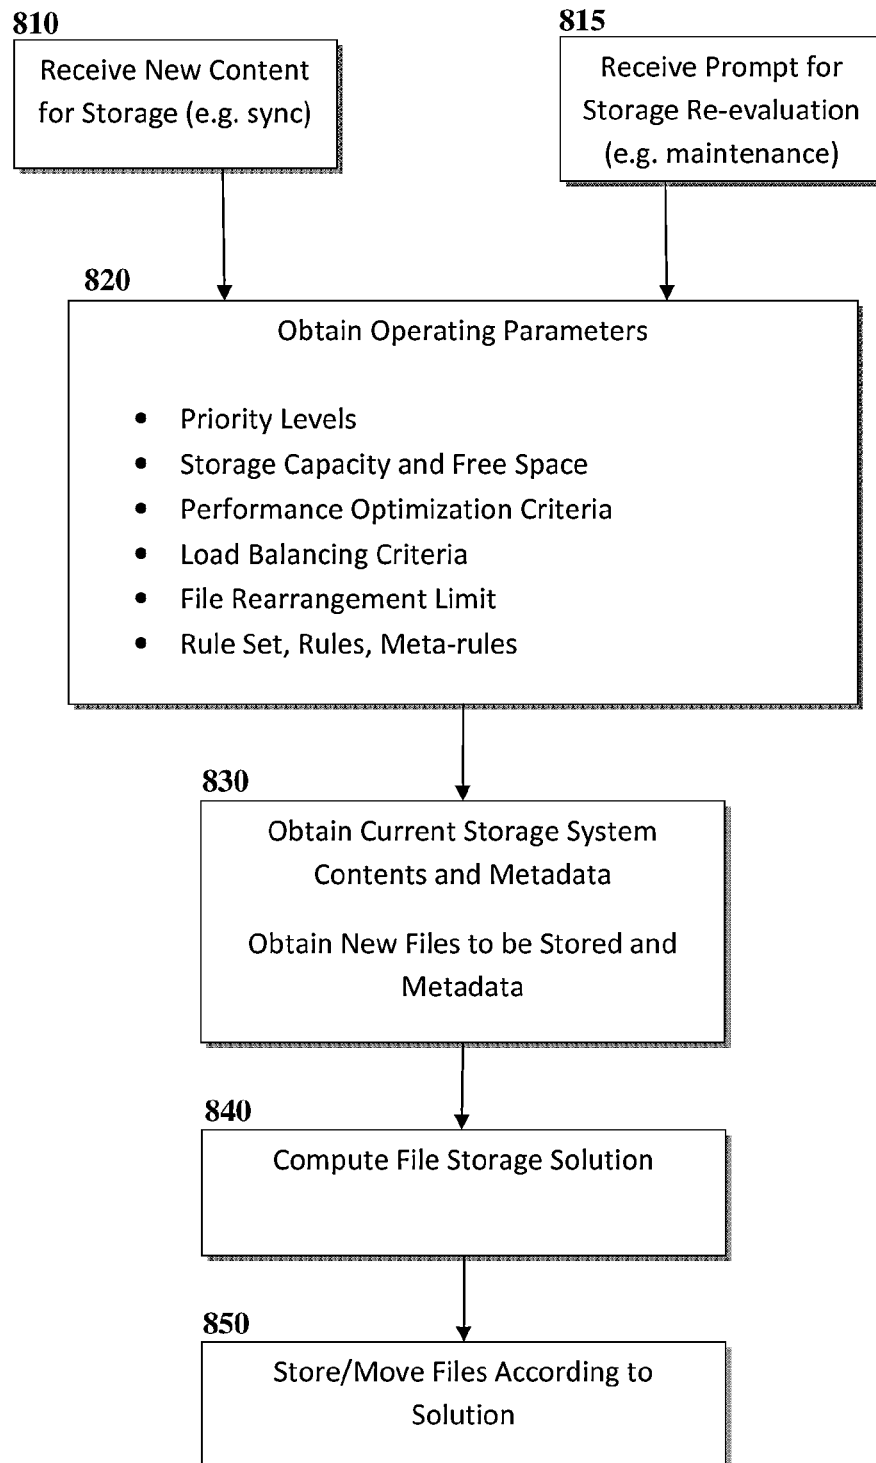 810
Receive New Content
for Storage (e.g. sync)
815
Receive Prompt for
Storage Re-evaluation
(e.g. maintenance)
820
Obtain Operating Parameters
• Priority Levels
• Storage Capacity and Free Space
• Performance Optimization Criteria
• Load Balancing Criteria
• File Rearrangement Limit
• Rule Set, Rules, Meta-rules
830
Obtain Current Storage System
Contents and Metadata
Obtain New Files to be Stored and
Metadata
840
Compute File Storage Solution
850
Store/Move Files According to
Solution